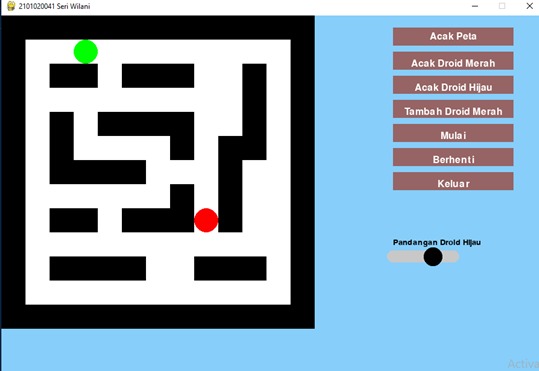 2101020041 Seri Wilani
Acak Peta
Acak Droid Merah
Acak Droid Hijau
Tambah Droid Merah
Mulai
Berhenti
Keluar
Pandangan Droid Hijau
Activa